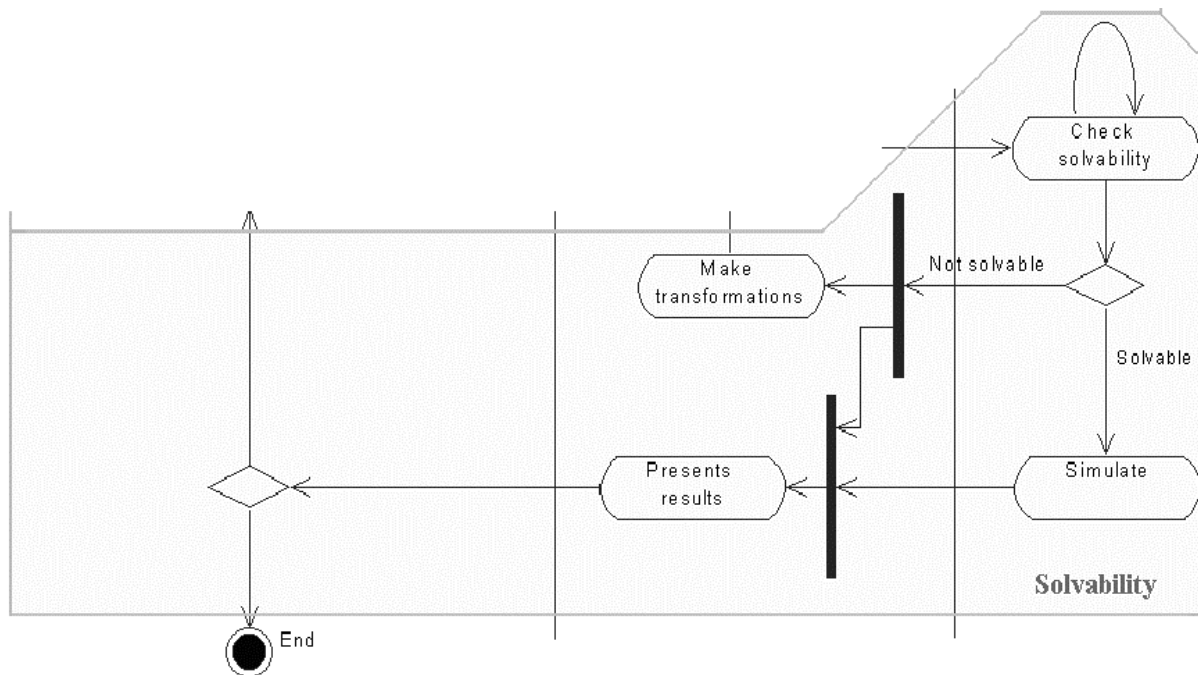 Check
solvability
Make
transformations
Not solvable
Solvable
Presents
results
Simulate
Solvability
End